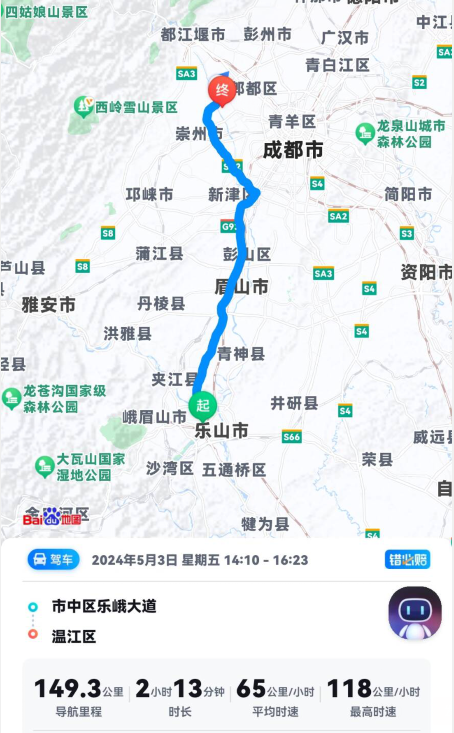 四姑娘山景区
都江堰市
彭州市
广汉市
中江
SA3
青白江区
S2
终
郫都区
西岭雪山景区
崇州市
青羊区
龙泉山城市
森林公园
成都市
邛崃市
新津区
S4
简阳市
SA2
S8
S3
蒲江县
彭山区
芦山县
S8
SA3
资阳市
雅安市
眉山市
S4
丹棱县
洪雅县
S4
青神县
夹江县
龙苍沟国家级
森林公园
起
井研县
S4
峨眉山市
乐山市
S66
威远县
大瓦山国家
湿地公园
沙湾区
五通桥区
荣县
自
Bai du 地图
犍为县
S4
驾车
2024年5月3日 星期五 14:10 - 16:23
错必赔
市中区乐峨大道
温江区
149.3公里
2小时13分钟
65公里/小时
118公里/小时
导航里程
时长
平均时速
最高时速